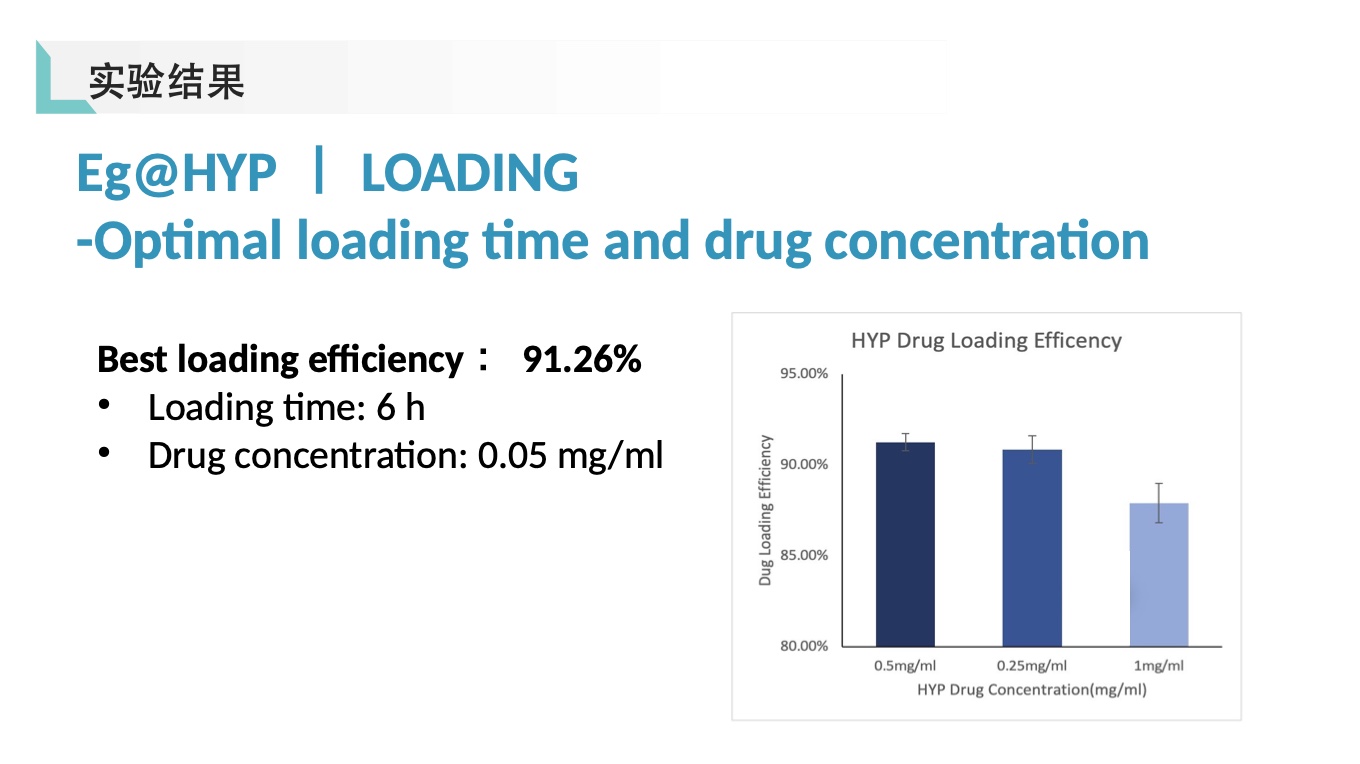 实验结果
Eg@HYP | LOADING
-Optimal loading time and drug concentration
Best loading efficiency： 91.26%
• Loading time: 6 h
• Drug concentration: 0.05 mg/ml
HYP Drug Loading Efficency
Dug Loading Efficiency
95.00%
90.00%
85.00%
80.00%
0.5mg/ml 0.25mg/ml 1mg/ml
HYP Drug Concentration(mg/ml)